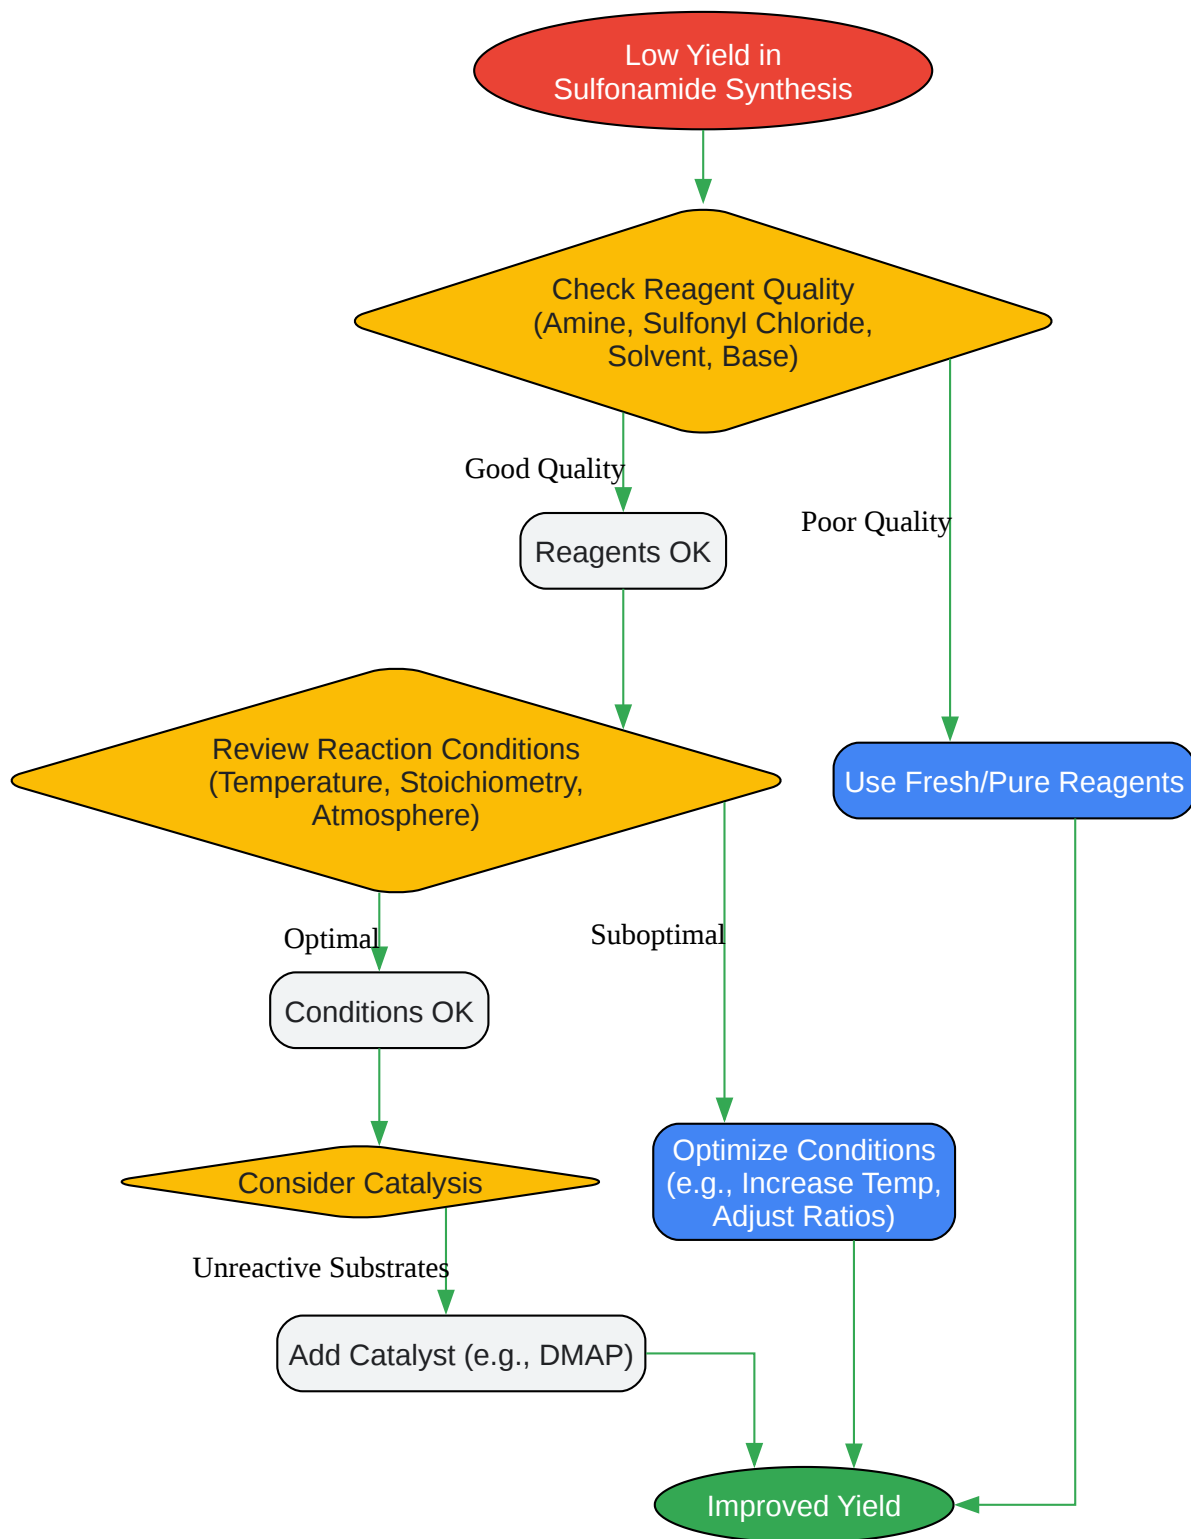 Low Yield in
Sulfonamide Synthesis
Check Reagent Quality
(Amine, Sulfonyl Chloride,
Solvent, Base)
Good Quality
Poor Quality
Reagents OK
Review Reaction Conditions
(Temperature, Stoichiometry,
Atmosphere)
Use Fresh/Pure Reagents
Optimal
Suboptimal
Conditions OK
Consider Catalysis
Optimize Conditions
(e.g., Increase Temp,
Adjust Ratios)
Unreactive Substrates
Add Catalyst (e.g., DMAP)
Improved Yield